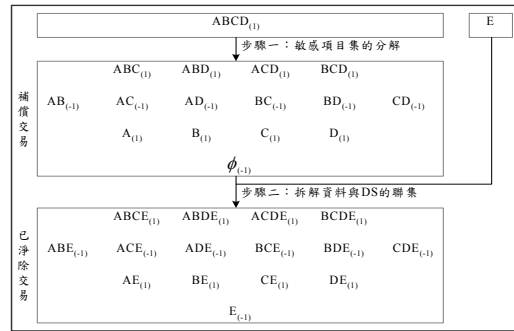 ABCD(1) E
步驟一：敏感項目集的分解
ABC(1) ABD(1) ACD(1) BCD(1)
AB(-1) AC(-1) AD(-1) BC(-1) BD(-1) CD(-1)
A(1) B(1) C(1) D(1)
ϕ(-1)
補償交易
步驟二：拆解資料與DS的聯集
ABCE(1) ABDE(1) ACDE(1) BCDE(1)
ABE(-1) ACE(-1) ADE(-1) BCE(-1) BDE(-1) CDE(-1)
AE(1) BE(1) CE(1) DE(1)
E(-1)
已淨除交易